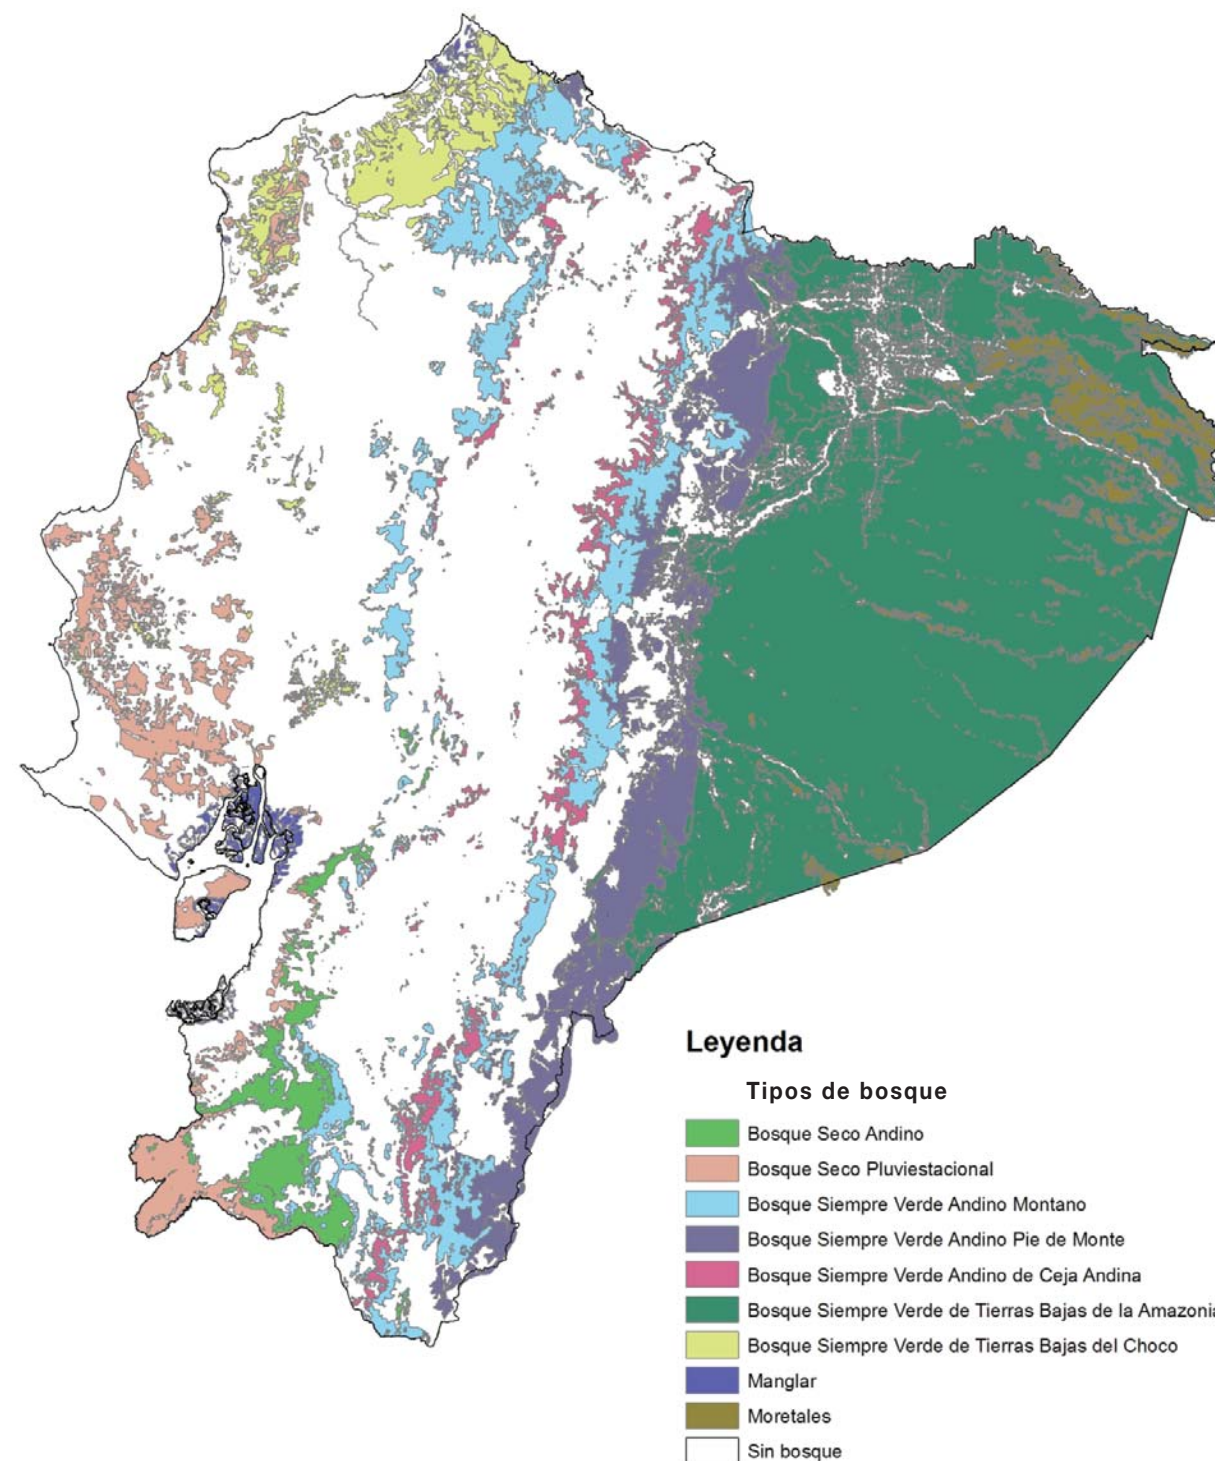 Leyenda
Tipos de bosque
Bosque Seco Andino
Bosque Seco Pluviestacional
Bosque Siempre Verde Andino Montano
Bosque Siempre Verde Andino Pie de Monte
Bosque Siempre Verde Andino de Ceja Andina
Bosque Siempre Verde de Tierras Bajas de la Amazonia
Bosque Siempre Verde de Tierras Bajas del Choco
Manglar
Moretales
Sin bosque